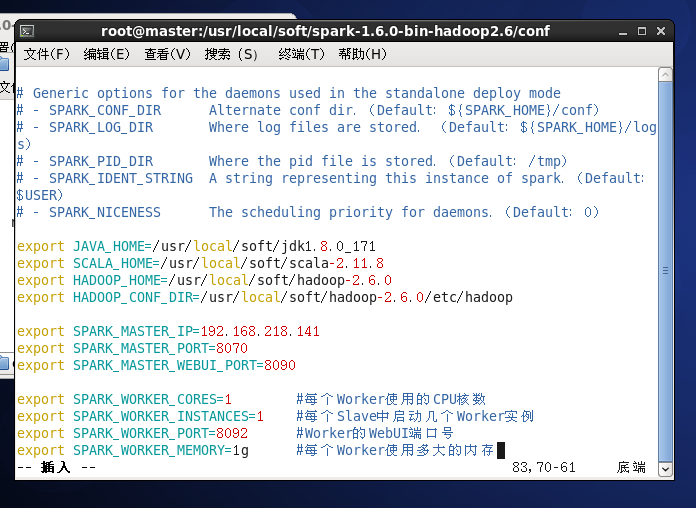 root@master:/usr/local/soft/spark-1.6.0-bin-hadoop2.6/conf
文件(F) 编辑(E) 查看(V) 搜索 (S) 终端(T) 帮助(H)
# Generic options for the daemons used in the standalone deploy mode
# - SPARK_CONF_DIR      Alternate conf dir. (Default: ${SPARK_HOME}/conf)
# - SPARK_LOG_DIR       Where log files are stored.  (Default: ${SPARK_HOME}/log
s)
# - SPARK_PID_DIR       Where the pid file is stored. (Default: /tmp)
# - SPARK_IDENT_STRING  A string representing this instance of spark. (Default:
$USER)
# - SPARK_NICENESS      The scheduling priority for daemons. (Default: 0)
export JAVA_HOME=/usr/local/soft/jdk1.8.0_171
export SCALA_HOME=/usr/local/soft/scala-2.11.8
export HADOOP_HOME=/usr/local/soft/hadoop-2.6.0
export HADOOP_CONF_DIR=/usr/local/soft/hadoop-2.6.0/etc/hadoop
export SPARK_MASTER_IP=192.168.218.141
export SPARK_MASTER_PORT=8070
export SPARK_MASTER_WEBUI_PORT=8090
export SPARK_WORKER_CORES=1        #每个Worker使用的CPU核数
export SPARK_WORKER_INSTANCES=1    #每个Slave中启动几个Worker实例
export SPARK_WORKER_PORT=8092      #Worker的WebUI端口号
export SPARK_WORKER_MEMORY=1g      #每个Worker使用多大的内存
-- 插入 --                                                    83,70-61     底端